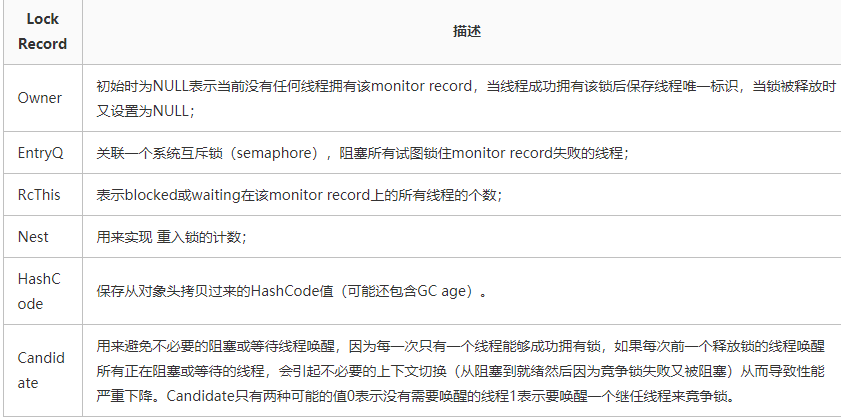 Lock
Record
描述
Owner
初始时为NULL表示当前没有任何线程拥有该monitor record，当线程成功拥有该锁后保存线程唯一标识，当锁被释放时
又设置为NULL；
EntryQ
关联一个系统互斥锁（semaphore），阻塞所有试图锁住monitor record失败的线程；
RcThis
表示blocked或waiting在该monitor record上的所有线程的个数；
Nest
用来实现 重入锁的计数；
HashC
ode
保存从对象头拷贝过来的HashCode值（可能还包含GC age）。
Candid
ate
用来避免不必要的阻塞或等待线程唤醒，因为每一次只有一个线程能够成功拥有锁，如果每次前一个释放锁的线程唤醒
所有正在阻塞或等待的线程，会引起不必要的上下文切换（从阻塞到就绪然后因为竞争锁失败又被阻塞）从而导致性能
严重下降。Candidate只有两种可能的值0表示没有需要唤醒的线程1表示要唤醒一个继任线程来竞争锁。